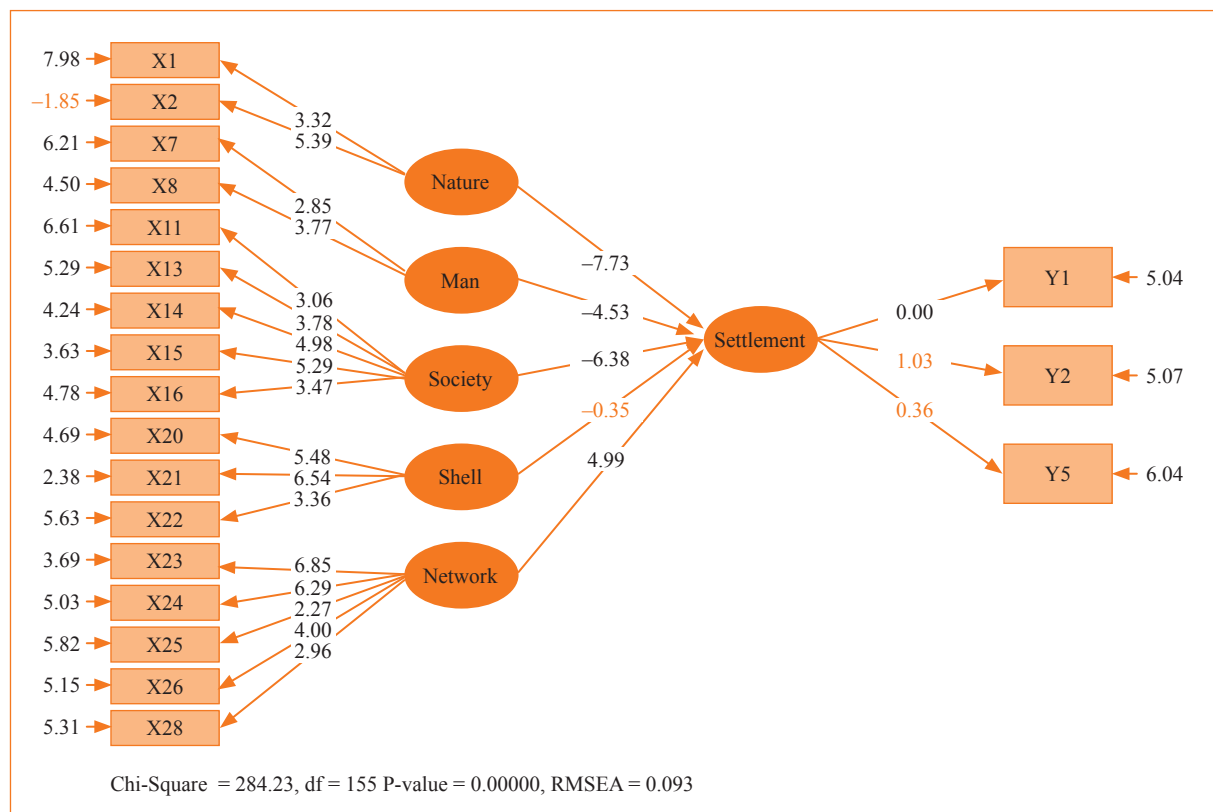 7.98 X1
–1.85 X2
6.21 X7
4.50 X8
6.61 X11
5.29 X13
4.24 X14
3.63 X15
4.78 X16
4.69 X20
2.38 X21
5.63 X22
3.69 X23
5.03 X24
5.82 X25
5.15 X26
5.31 X28
3.32
5.39
2.85
3.77
3.06
3.78
4.98
5.29
3.47
5.48
6.54
3.36
6.85
6.29
2.27
4.00
2.96
Nature
Man
Society
Shell
Network
–7.73
–4.53
–6.38
–0.35
4.99
Settlement
0.00
1.03
0.36
Y1 5.04
Y2 5.07
Y5 6.04
Chi-Square = 284.23, df = 155 P-value = 0.00000, RMSEA = 0.093